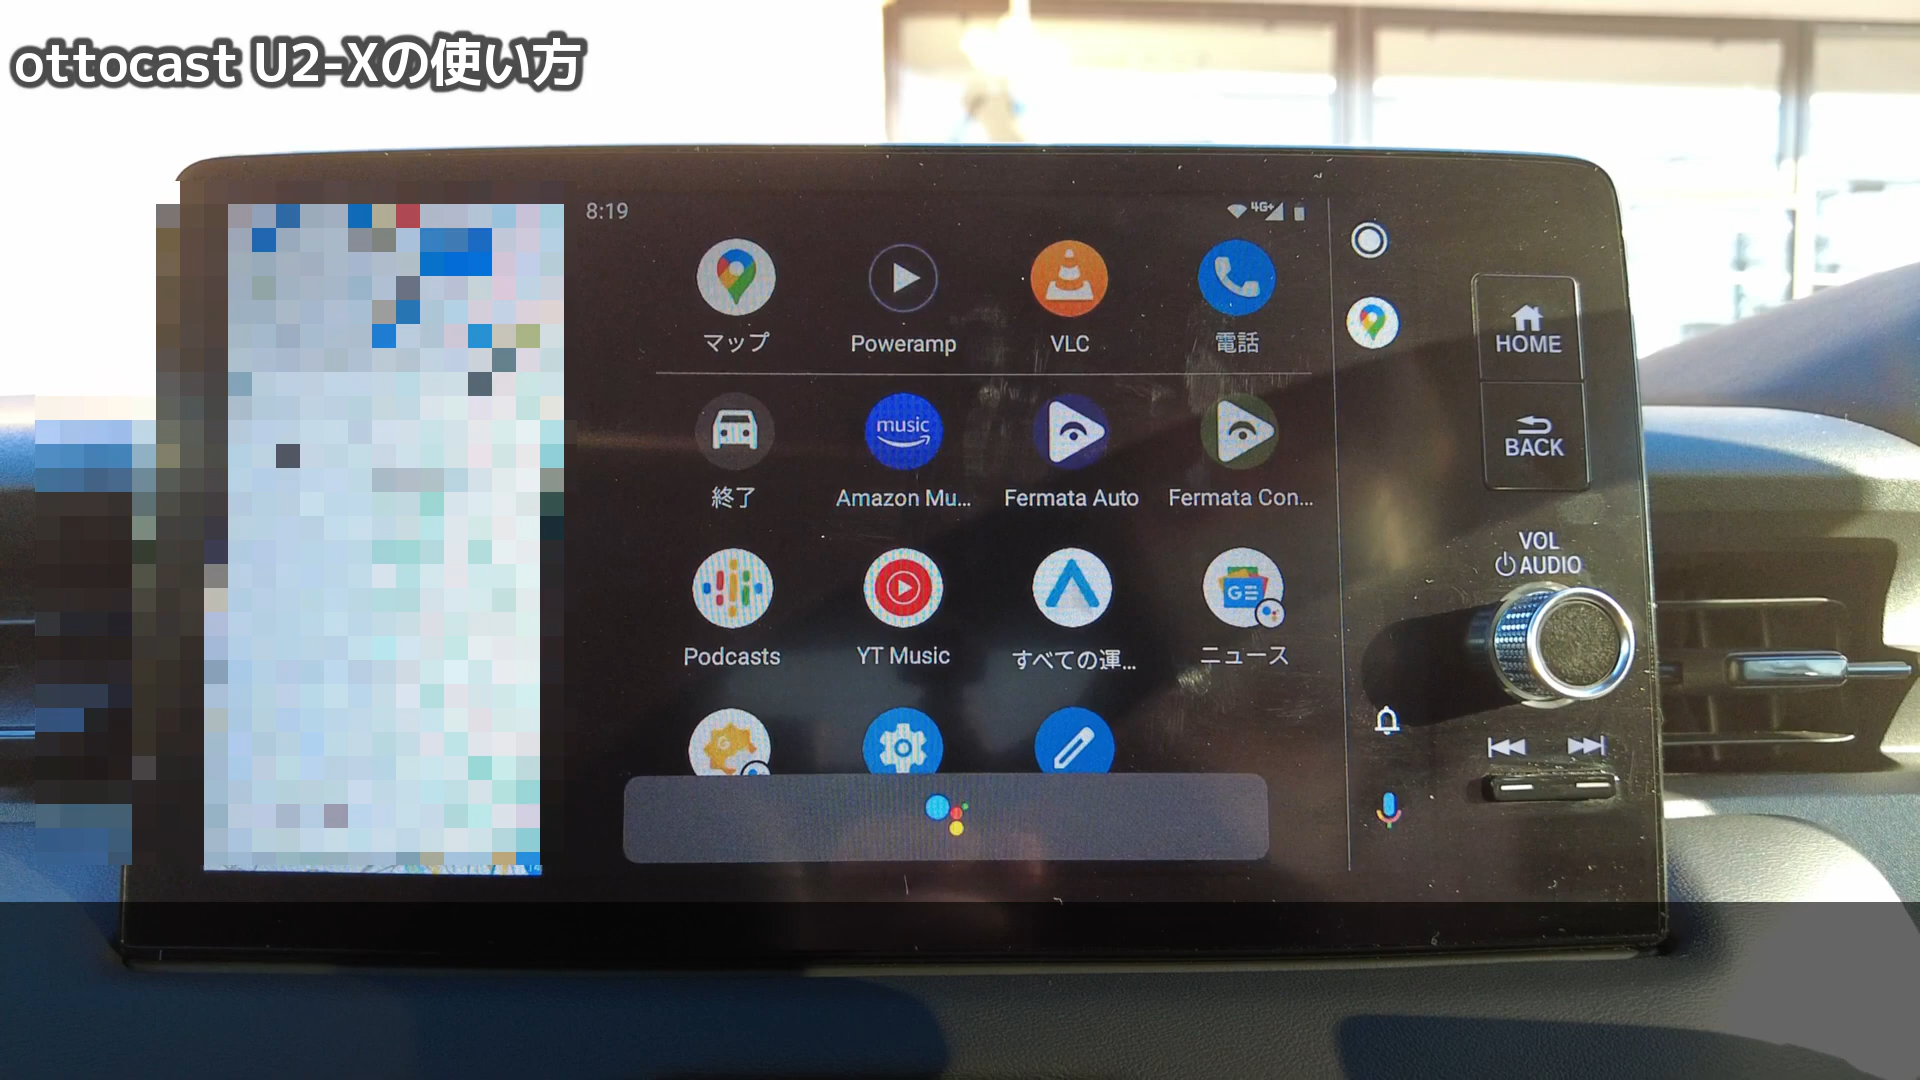 ottocast U2-Xの使い方
8:19
4G+
マップ
Poweramp
VLC
電話
HOME
music
BACK
終了
Amazon Mu...
Fermata Auto
Fermata Con...
VOL
AUDIO
GE
Podcasts
YT Music
すべての運...
ニュース
G